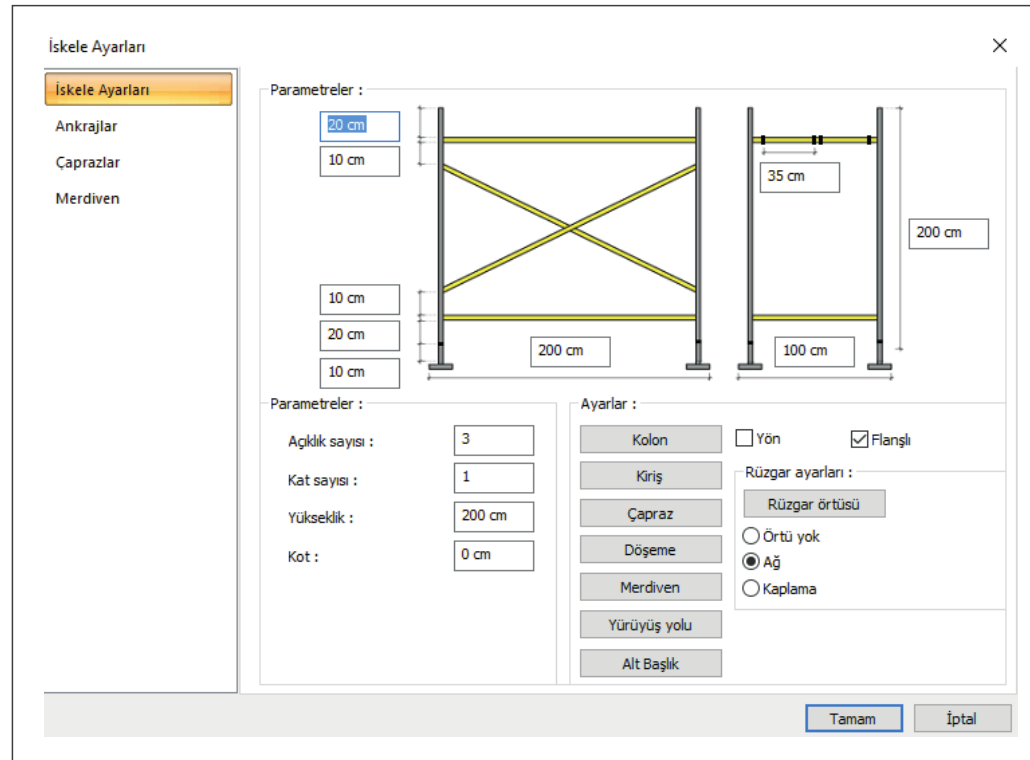 İskele Ayarları
İskele Ayarları
Ankrajlar
Çaprazlar
Merdiven
Parametreler :
20 cm
10 cm
35 cm
200 cm
10 cm
20 cm
10 cm
200 cm
100 cm
Parametreler :
Açıklık sayısı :
3
Kat sayısı :
1
Yükseklik :
200 cm
Kot :
0 cm
Ayarlar :
Kolon
Kiriş
Çapraz
Döşeme
Merdiven
Yürüyüş yolu
Alt Başlık
Yön
Flanşlı
Rüzgar ayarları :
Rüzgar örtüsü
Örtü yok
Ağ
Kaplama
Tamam
İptal